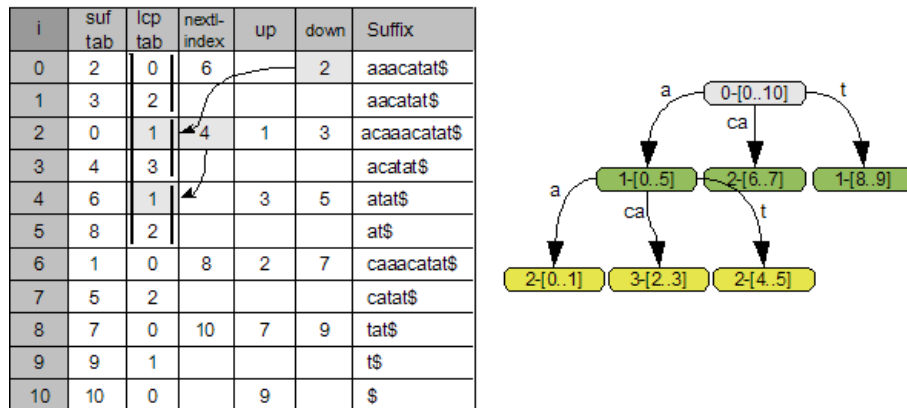 i suf tab lcp tab nextl-index up down Suffix
0 2 0 6 2 aaacatat$
1 3 2 aacatat$
2 0 1 4 1 3 acaaacatat$
3 4 3 acatat$
4 6 1 3 5 atat$
5 8 2 at$
6 1 0 8 2 7 caaacatat$
7 5 2 catat$
8 7 0 10 7 9 tat$
9 9 1 t$
10 10 0 9 $
0-[0..10]
a ca t
1-[0..5] 2-[6..7] 1-[8..9]
a ca t
2-[0..1] 3-[2..3] 2-[4..5]